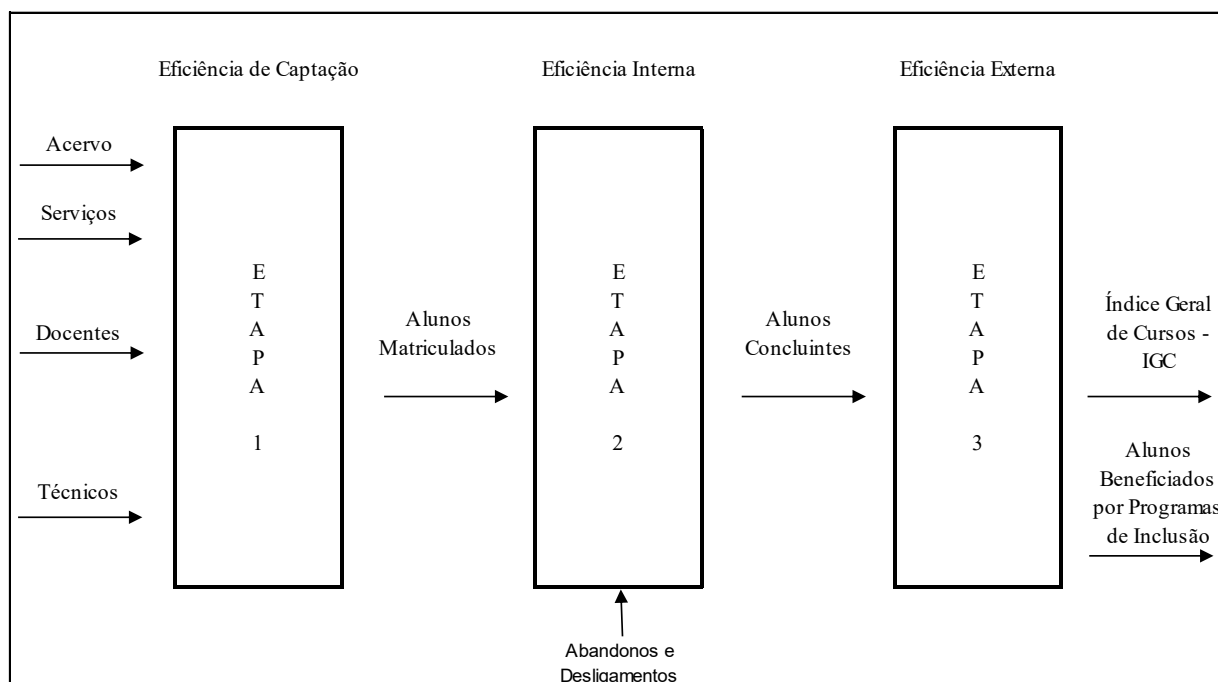 Eficiência de Captação
Eficiência Interna
Eficiência Externa
Acervo
Serviços
Docentes
Técnicos
E
T
A
P
A
1
Alunos
Matriculados
E
T
A
P
A
2
Abandonos e
Desligamentos
Alunos
Concluintes
E
T
A
P
A
3
Índice Geral
de Cursos -
IGC
Alunos
Beneficiados
por Programas
de Inclusão